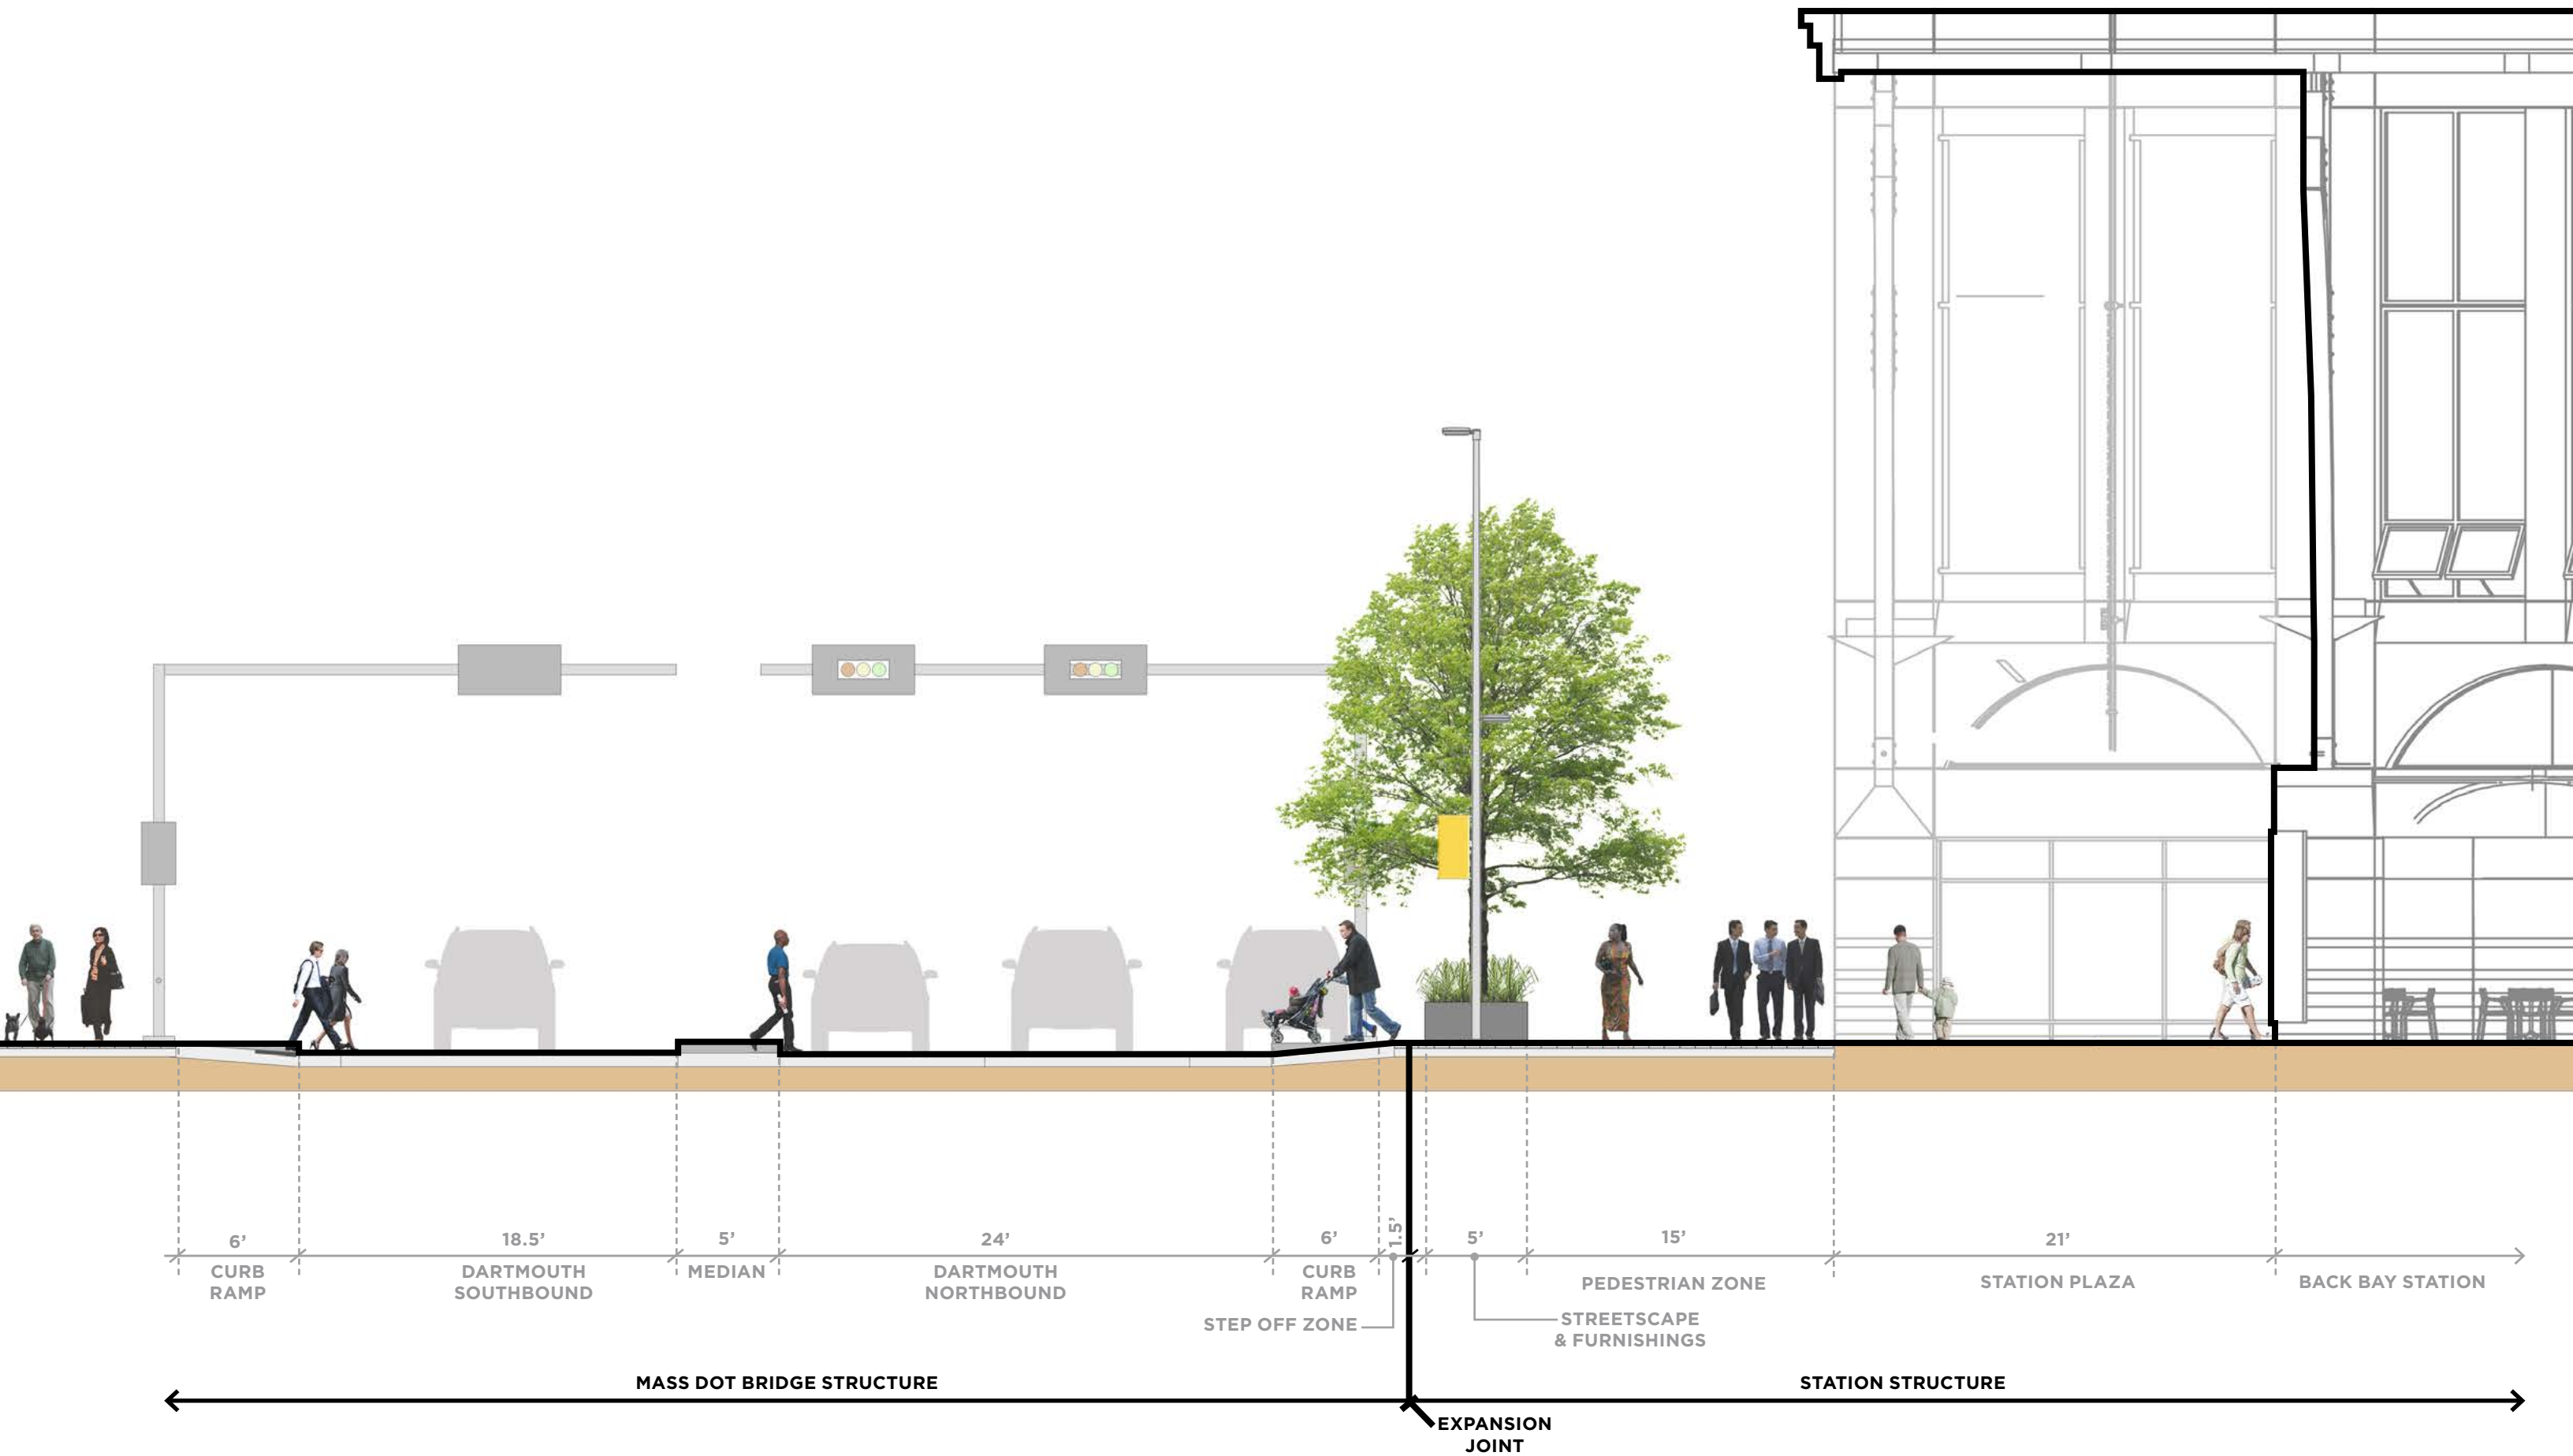 6’
18.5’
5’
24’
6’
1.5’
5’
15’
21’
CURB
RAMP
DARTMOUTH
SOUTHBOUND
MEDIAN
DARTMOUTH
NORTHBOUND
CURB
RAMP
PEDESTRIAN ZONE
STATION PLAZA
BACK BAY STATION
STEP OFF ZONE
STREETSCAPE
& FURNISHINGS
MASS DOT BRIDGE STRUCTURE
STATION STRUCTURE
EXPANSION
JOINT